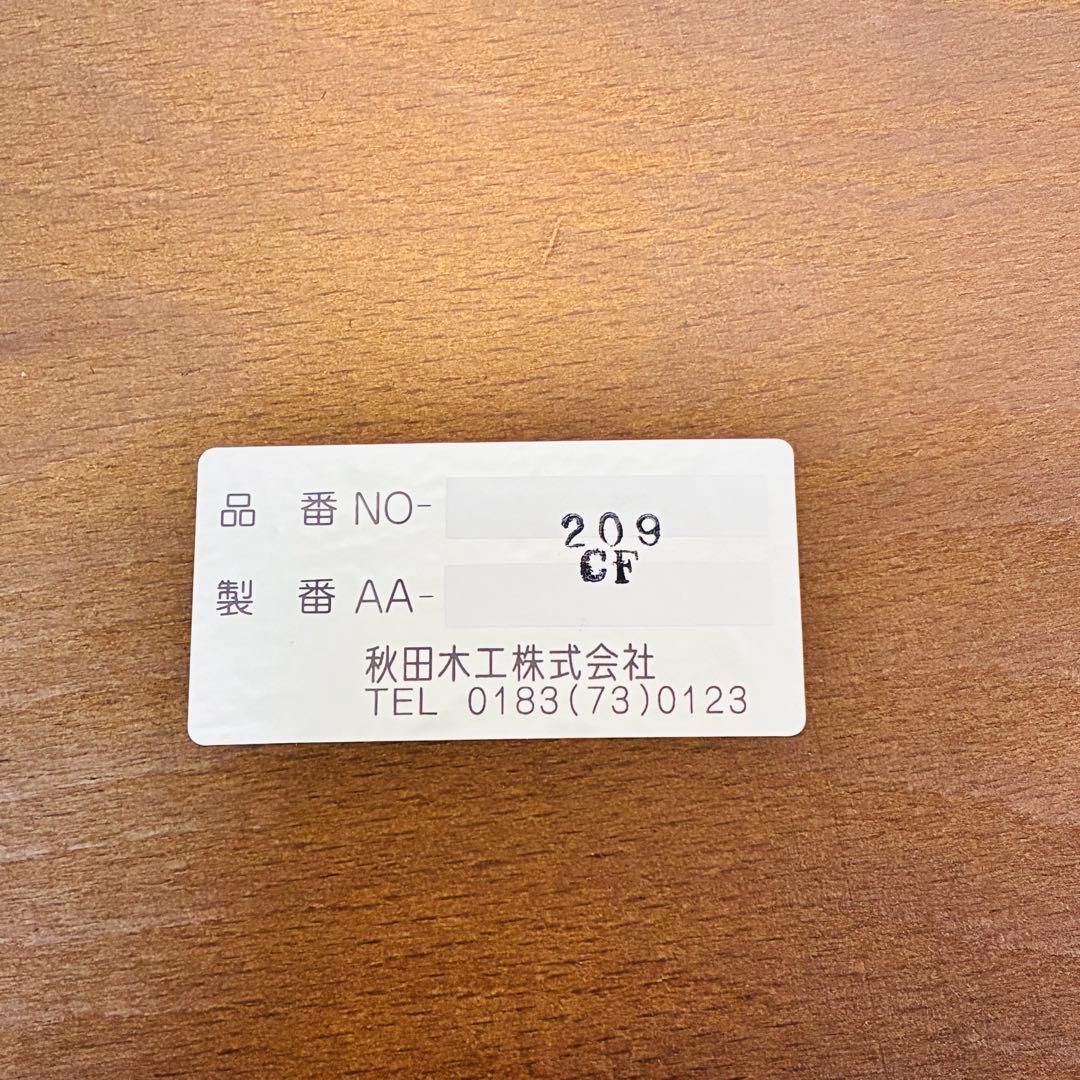 品 番 NO- 209
CF
製 番 AA-
秋田木工株式会社
TEL 0183(73)0123